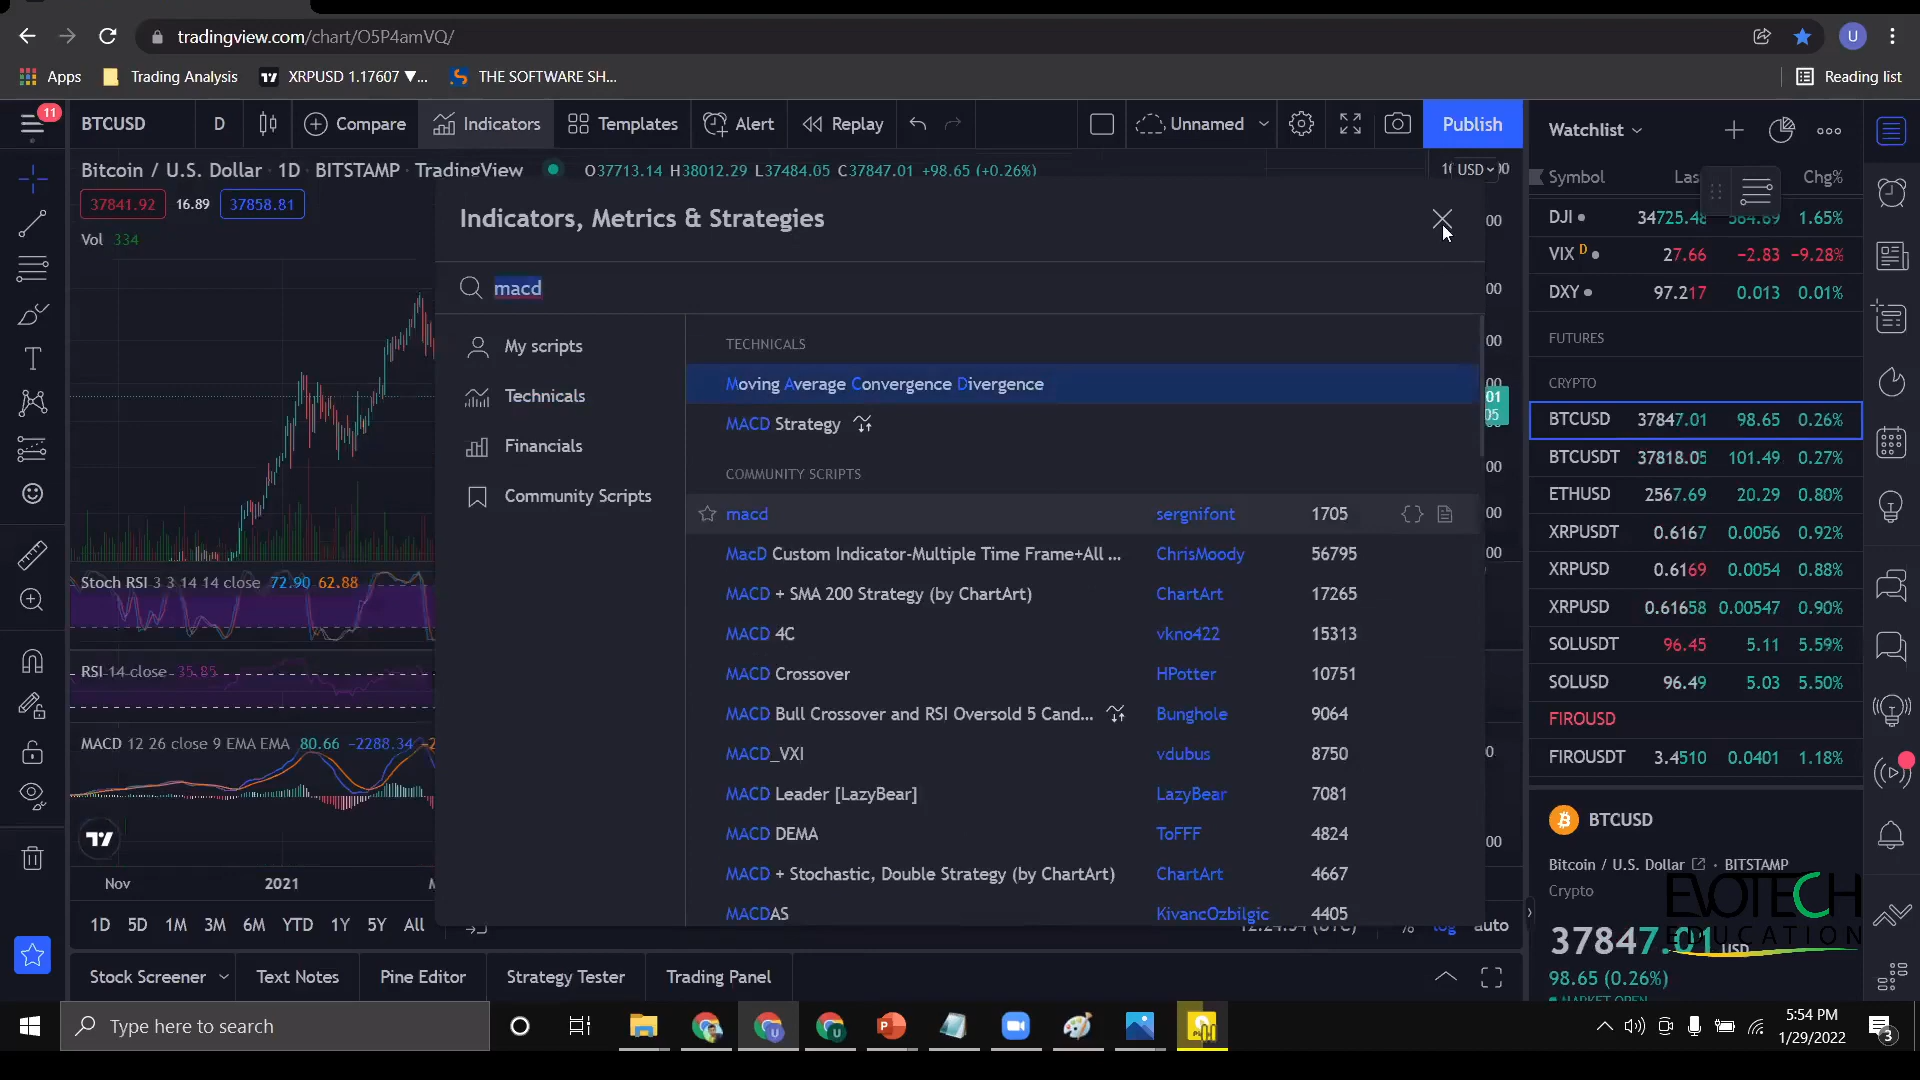 tradingview.com/chart/O5P4amVQ/
U
Apps
Trading Analysis
XRPUSD 1.17607 ▼...
THE SOFTWARE SH...
Reading list
11
BTCUSD
D
Compare
Indicators
Templates
Alert
Replay
Unnamed
Publish
Watchlist
Bitcoin / U.S. Dollar · 1D · BITSTAMP · TradingView
O37713.14 H38012.29 L37484.05 C37847.01 +98.65 (+0.26%)
USD
37841.92
16.89
37858.81
Vol 334
Indicators, Metrics & Strategies
macd
My scripts
Technicals
Financials
Community Scripts
TECHNICALS
Moving Average Convergence Divergence
MACD Strategy
COMMUNITY SCRIPTS
macd sergnifont 1705
MacD Custom Indicator-Multiple Time Frame+All ... ChrisMoody 56795
MACD + SMA 200 Strategy (by ChartArt) ChartArt 17265
MACD 4C vkno422 15313
MACD Crossover HPotter 10751
MACD Bull Crossover and RSI Oversold 5 Cand... Bunghole 9064
MACD_VXI vdubus 8750
MACD Leader [LazyBear] LazyBear 7081
MACD DEMA ToFFF 4824
MACD + Stochastic, Double Strategy (by ChartArt) ChartArt 4667
MACDAS KivancOzbilgic 4405
Stoch RSI 3 3 14 14 close 72.90 62.88
RSI 14 close 35.85
MACD 12 26 close 9 EMA EMA 80.66 −2288.34
Nov
2021
1D 5D 1M 3M 6M YTD 1Y 5Y All
% log auto
Symbol Chg%
DJI 34725.48 564.69 1.65%
VIX D 27.66 −2.83 −9.28%
DXY 97.217 0.013 0.01%
FUTURES
CRYPTO
BTCUSD 37847.01 98.65 0.26%
BTCUSDT 37818.05 101.49 0.27%
ETHUSD 2567.69 20.29 0.80%
XRPUSDT 0.6167 0.0056 0.92%
XRPUSD 0.6169 0.0054 0.88%
XRPUSD 0.61658 0.00547 0.90%
SOLUSDT 96.45 5.11 5.59%
SOLUSD 96.49 5.03 5.50%
FIROUSD
FIROUSDT 3.4510 0.0401 1.18%
BTCUSD
Bitcoin / U.S. Dollar · BITSTAMP
Crypto
37847.01 USD
98.65 (0.26%)
MARKET OPEN
EVOTECH
EDUCATION
Stock Screener
Text Notes
Pine Editor
Strategy Tester
Trading Panel
Type here to search
5:54 PM
1/29/2022
3